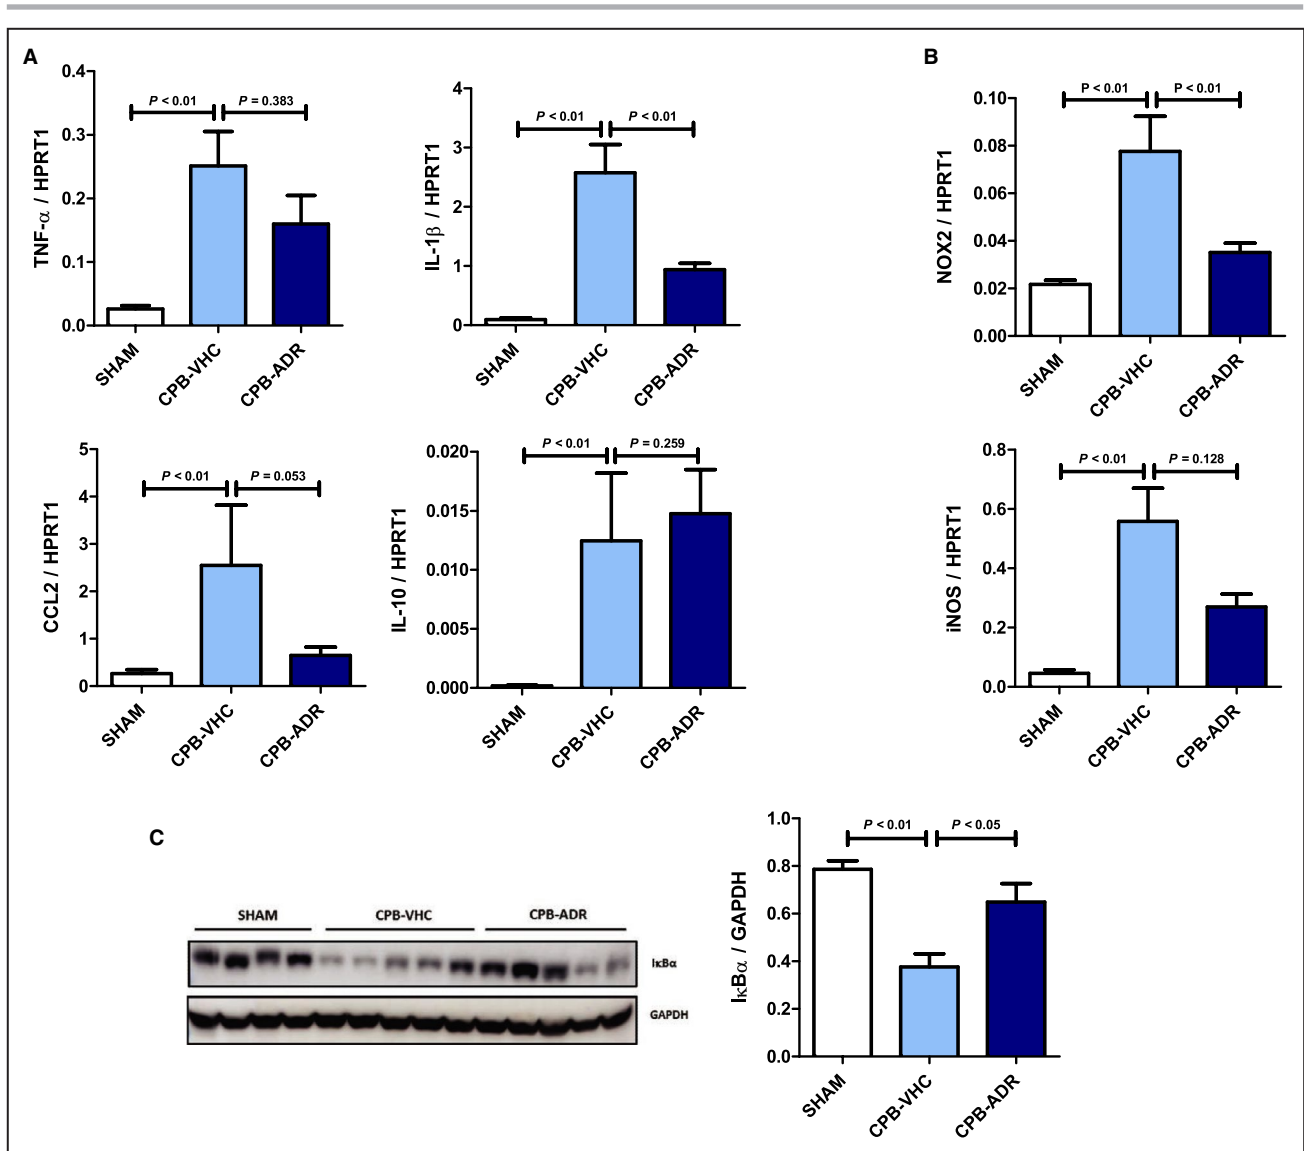 A
TNF-α / HPRT1
0.4
0.3
0.2
0.1
0.0
P < 0.01
P = 0.383
SHAM
CPB-VHC
CPB-ADR
IL-1β / HPRT1
4
3
2
1
0
P < 0.01
P < 0.01
SHAM
CPB-VHC
CPB-ADR
B
NOX2 / HPRT1
0.10
0.08
0.06
0.04
0.02
0.00
P < 0.01
P < 0.01
SHAM
CPB-VHC
CPB-ADR
CCL2 / HPRT1
5
4
3
2
1
0
P < 0.01
P = 0.053
SHAM
CPB-VHC
CPB-ADR
IL-10 / HPRT1
0.020
0.015
0.010
0.005
0.000
P < 0.01
P = 0.259
SHAM
CPB-VHC
CPB-ADR
iNOS / HPRT1
0.8
0.6
0.4
0.2
0.0
P < 0.01
P = 0.128
SHAM
CPB-VHC
CPB-ADR
C
SHAM
CPB-VHC
CPB-ADR
IκBα
GAPDH
IκBα / GAPDH
1.0
0.8
0.6
0.4
0.2
0.0
P < 0.01
P < 0.05
SHAM
CPB-VHC
CPB-ADR